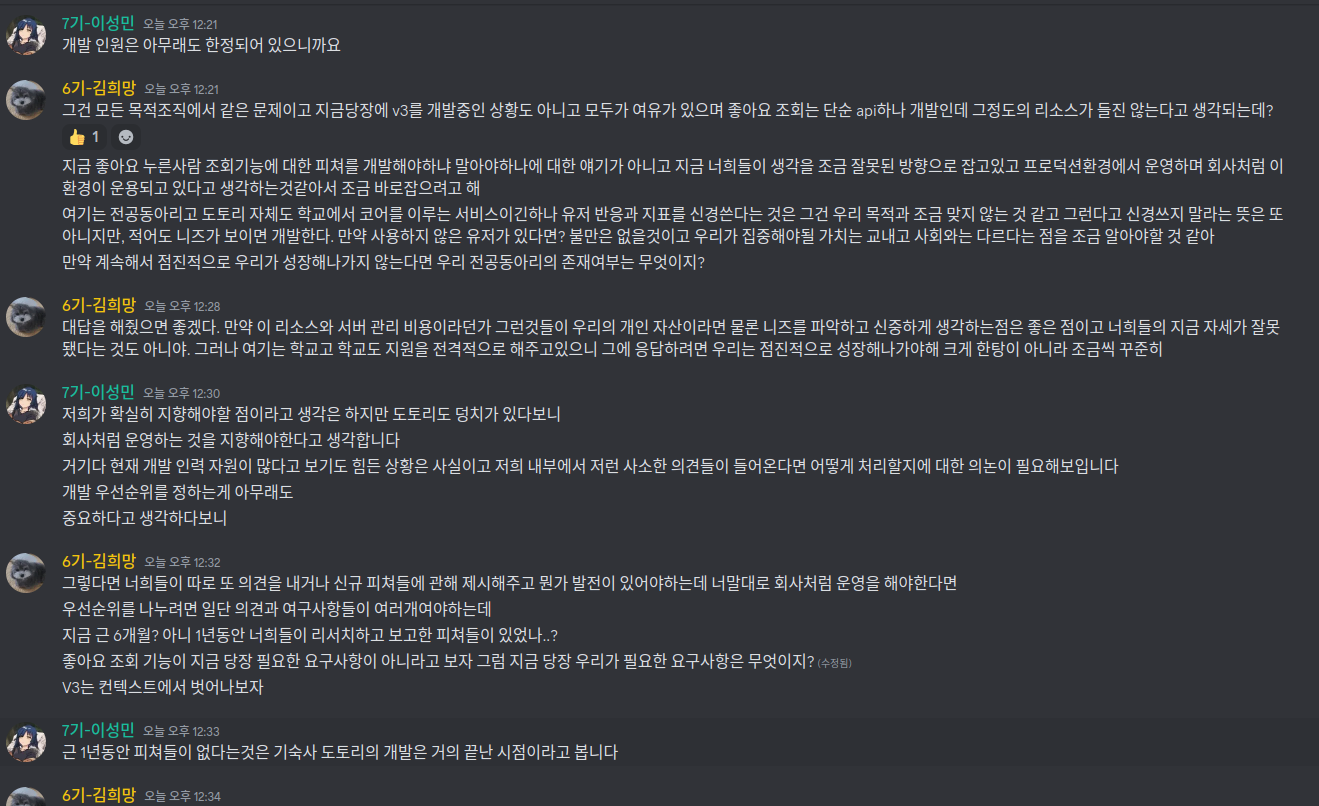 7기-이성민 오늘 오후 12:21
개발 인원은 아무래도 한정되어 있으니까요
6기-김희망 오늘 오후 12:21
그건 모든 목적조직에서 같은 문제이고 지금당장에 v3를 개발중인 상황도 아니고 모두가 여유가 있으며 좋아요 조회는 단순 api하나 개발인데 그정도의 리소스가 들진 않는다고 생각되는데?
👍 1
지금 좋아요 누른사람 조회기능에 대한 피쳐를 개발해야하냐 말아야하나에 대한 얘기가 아니고 지금 너희들이 생각을 조금 잘못된 방향으로 잡고있고 프로덕션환경에서 운영하며 회사처럼 이
환경이 운용되고 있다고 생각하는것같아서 조금 바로잡으려고 해
여기는 전공동아리고 도토리 자체도 학교에서 코어를 이루는 서비스이긴하나 유저 반응과 지표를 신경쓴다는 것은 그건 우리 목적과 조금 맞지 않는 것 같고 그런다고 신경쓰지 말라는 뜻은 또
아니지만, 적어도 니즈가 보이면 개발한다. 만약 사용하지 않은 유저가 있다면? 불만은 없을것이고 우리가 집중해야될 가치는 교내고 사회와는 다르다는 점을 조금 알아야할 것 같아
만약 계속해서 점진적으로 우리가 성장해나가지 않는다면 우리 전공동아리의 존재여부는 무엇이지?
6기-김희망 오늘 오후 12:28
대답을 해줬으면 좋겠다. 만약 이 리소스와 서버 관리 비용이라던가 그런것들이 우리의 개인 자산이라면 물론 니즈를 파악하고 신중하게 생각하는점은 좋은 점이고 너희들의 지금 자세가 잘못
됐다는 것도 아니야. 그러나 여기는 학교고 학교도 지원을 전격적으로 해주고있으니 그에 응답하려면 우리는 점진적으로 성장해나가야해 크게 한탕이 아니라 조금씩 꾸준히
7기-이성민 오늘 오후 12:30
저희가 확실히 지향해야할 점이라고 생각은 하지만 도토리도 덩치가 있다보니
회사처럼 운영하는 것을 지향해야한다고 생각합니다
거기다 현재 개발 인력 자원이 많다고 보기도 힘든 상황은 사실이고 저희 내부에서 저런 사소한 의견들이 들어온다면 어떻게 처리할지에 대한 의논이 필요해보입니다
개발 우선순위를 정하는게 아무래도
중요하다고 생각하다보니
6기-김희망 오늘 오후 12:32
그렇다면 너희들이 따로 또 의견을 내거나 신규 피쳐들에 관해 제시해주고 뭔가 발전이 있어야하는데 너말대로 회사처럼 운영을 해야한다면
우선순위를 나누려면 일단 의견과 여구사항들이 여러개여야하는데
지금 근 6개월? 아니 1년동안 너희들이 리서치하고 보고한 피쳐들이 있었나..?
좋아요 조회 기능이 지금 당장 필요한 요구사항이 아니라고 보자 그럼 지금 당장 우리가 필요한 요구사항은 무엇이지? (수정됨)
V3는 컨텍스트에서 벗어나보자
7기-이성민 오늘 오후 12:33
근 1년동안 피쳐들이 없다는것은 기숙사 도토리의 개발은 거의 끝난 시점이라고 봅니다
6기-김희망 오늘 오후 12:34